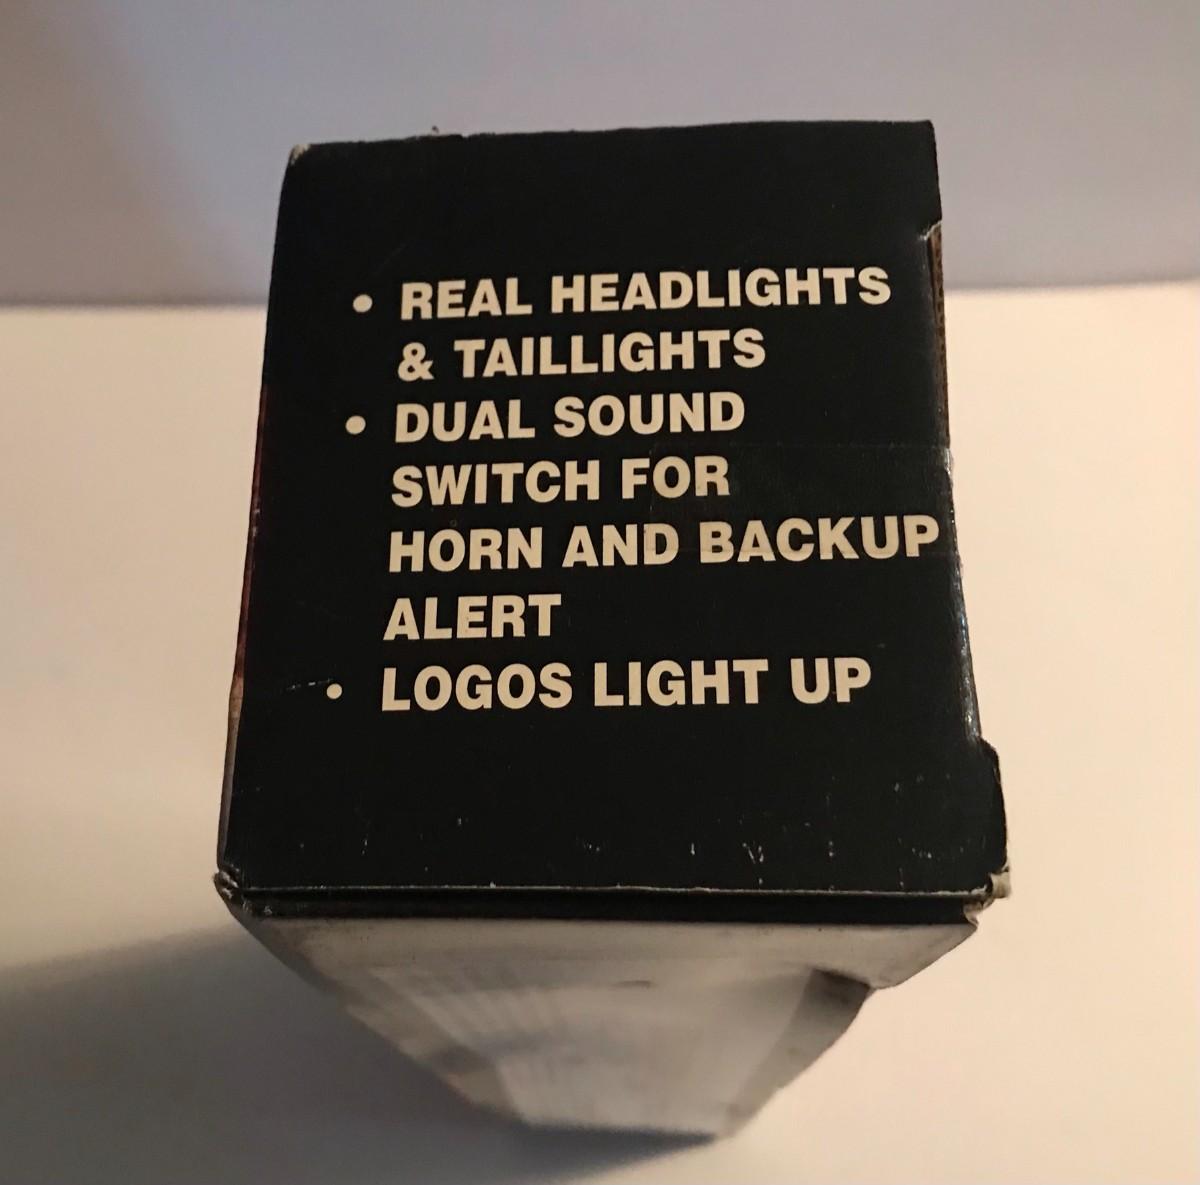 • REAL HEADLIGHTS
& TAILLIGHTS
• DUAL SOUND
SWITCH FOR
HORN AND BACKUP
ALERT
• LOGOS LIGHT UP